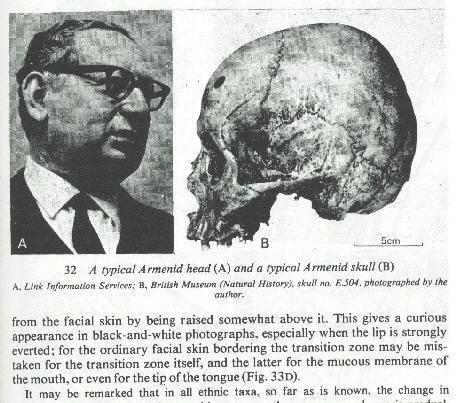 A
B
5cm
32 A typical Armenid head (A) and a typical Armenid skull (B)
A, Link Information Services; B, British Museum (Natural History), skull no. E.504, photographed by the
author.
from the facial skin by being raised somewhat above it. This gives a curious
appearance in black-and-white photographs, especially when the lip is strongly
everted; for the ordinary facial skin bordering the transition zone may be mis-
taken for the transition zone itself, and the latter for the mucous membrane of
the mouth, or even for the tip of the tongue (Fig. 33D).
It may be remarked that in all ethnic taxa, so far as is known, the change in